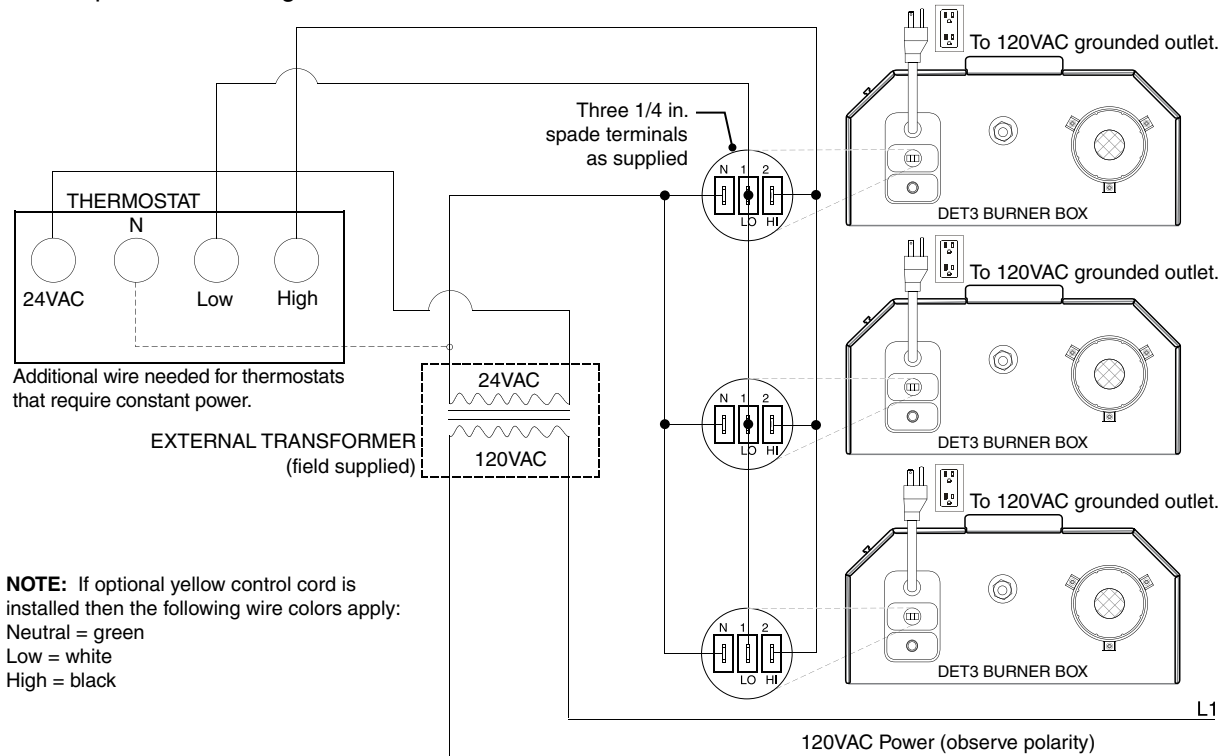 To 120VAC grounded outlet.
Three 1/4 in.
spade terminals
as supplied
N 1 2
LO HI
DET3 BURNER BOX
THERMOSTAT
N
24VAC
Low
High
Additional wire needed for thermostats
that require constant power.
24VAC
EXTERNAL TRANSFORMER
(field supplied)
120VAC
To 120VAC grounded outlet.
N 1 2
LO HI
DET3 BURNER BOX
To 120VAC grounded outlet.
N 1 2
LO HI
DET3 BURNER BOX
NOTE: If optional yellow control cord is
installed then the following wire colors apply:
Neutral = green
Low = white
High = black
L1
120VAC Power (observe polarity)